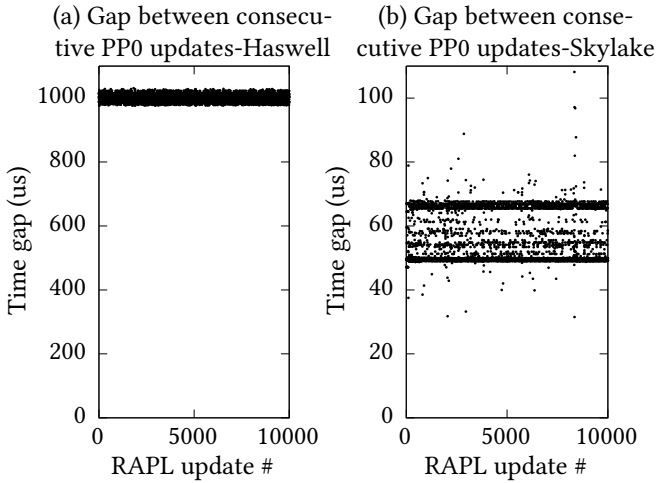 (a) Gap between consecu-
tive PP0 updates-Haswell
Time gap (us)
1000
800
600
400
200
0
0
5000
10000
RAPL update #
(b) Gap between conse-
cutive PP0 updates-Skylake
Time gap (us)
100
80
60
40
20
0
0
5000
10000
RAPL update #